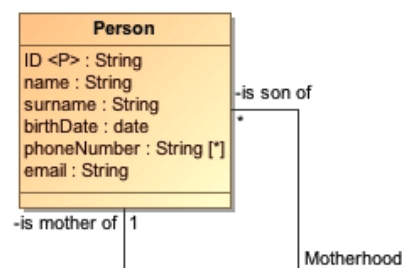 Person
ID <P> : String
name : String
surname : String
birthDate : date
phoneNumber : String [*]
email : String
-is son of
*
-is mother of 1
Motherhood